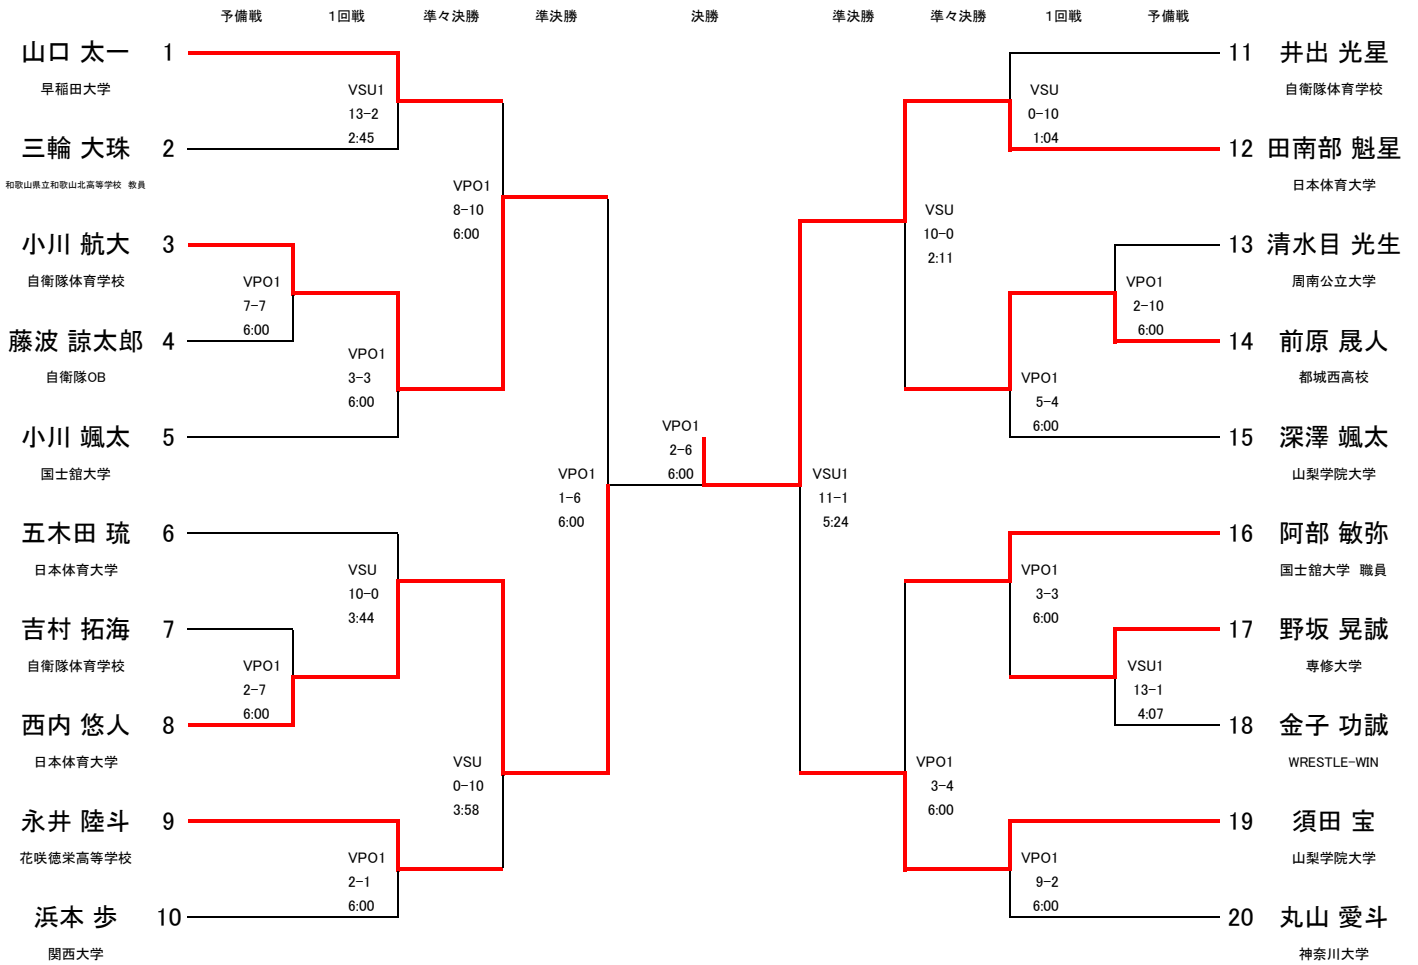 予備戦 1回戦 準々決勝 準決勝 決勝 準決勝 準々決勝 1回戦 予備戦
山口 太一 1
早稲田大学
VSU1
13-2
2:45
三輪 大珠 2
和歌山県立和歌山北高等学校 教員
VPO1
8-10
6:00
小川 航大 3
自衛隊体育学校
VPO1
7-7
6:00
藤波 諒太郎 4
自衛隊OB
VPO1
3-3
6:00
小川 颯太 5
国士舘大学
VPO1
1-6
6:00
五木田 琉 6
日本体育大学
VSU
10-0
3:44
吉村 拓海 7
自衛隊体育学校
VPO1
2-7
6:00
西内 悠人 8
日本体育大学
VSU
0-10
3:58
永井 陸斗 9
花咲徳栄高等学校
VPO1
2-1
6:00
浜本 歩 10
関西大学
VPO1
2-6
6:00
11 井出 光星
自衛隊体育学校
VSU
0-10
1:04
12 田南部 魁星
日本体育大学
VSU
10-0
2:11
13 清水目 光生
周南公立大学
VPO1
2-10
6:00
14 前原 晟人
都城西高校
VPO1
5-4
6:00
15 深澤 颯太
山梨学院大学
VSU1
11-1
5:24
16 阿部 敏弥
国士舘大学 職員
VPO1
3-3
6:00
17 野坂 晃誠
専修大学
VSU1
13-1
4:07
18 金子 功誠
WRESTLE-WIN
VPO1
3-4
6:00
19 須田 宝
山梨学院大学
VPO1
9-2
6:00
20 丸山 愛斗
神奈川大学